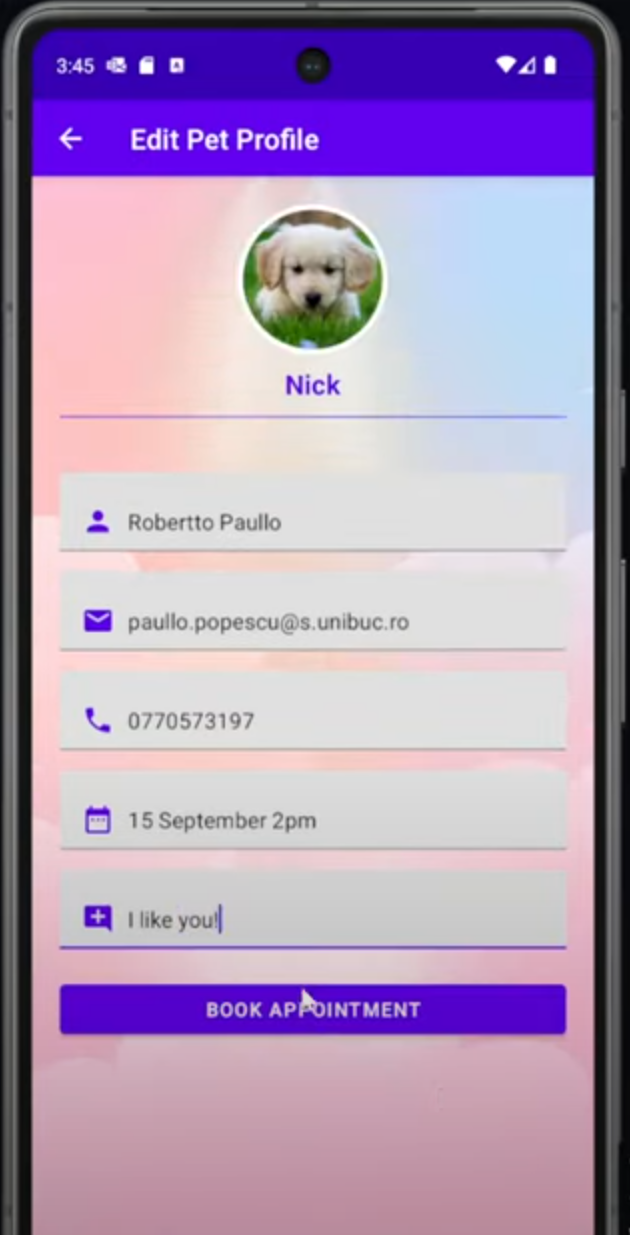 3:45
Edit Pet Profile
Nick
Robertto Paullo
paullo.popescu@s.unibuc.ro
0770573197
15 September 2pm
I like you!
BOOK APPOINTMENT